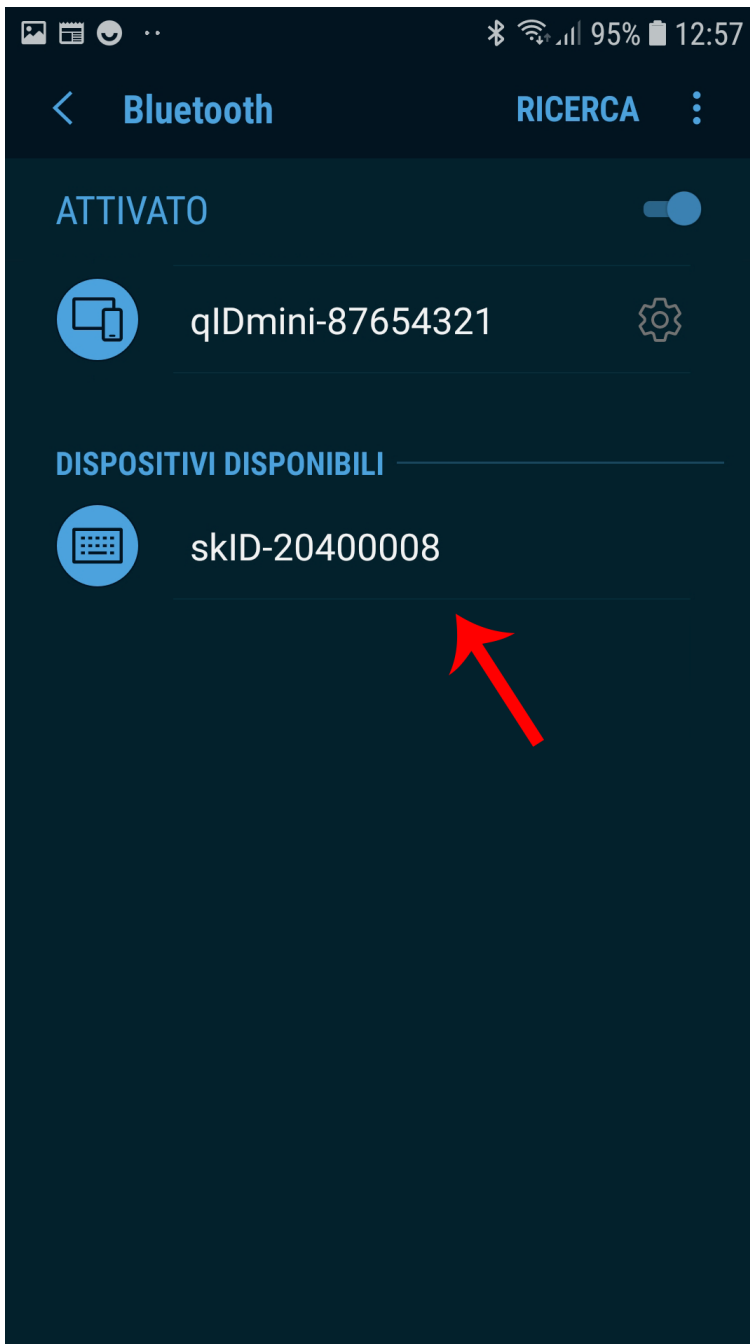 95% 12:57
Bluetooth RICERCA
ATTIVATO
qIDmini-87654321
DISPOSITIVI DISPONIBILI
skID-20400008